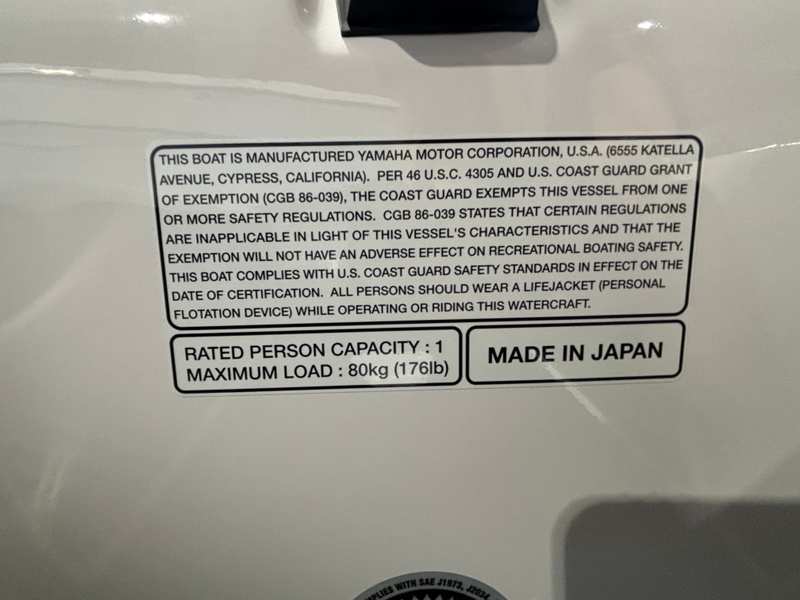 THIS BOAT IS MANUFACTURED YAMAHA MOTOR CORPORATION, U.S.A. (6555 KATELLA
AVENUE, CYPRESS, CALIFORNIA). PER 46 U.S.C. 4305 AND U.S. COAST GUARD GRANT
OF EXEMPTION (CGB 86-039), THE COAST GUARD EXEMPTS THIS VESSEL FROM ONE
OR MORE SAFETY REGULATIONS. CGB 86-039 STATES THAT CERTAIN REGULATIONS
ARE INAPPLICABLE IN LIGHT OF THIS VESSEL'S CHARACTERISTICS AND THAT THE
EXEMPTION WILL NOT HAVE AN ADVERSE EFFECT ON RECREATIONAL BOATING SAFETY.
THIS BOAT COMPLIES WITH U.S. COAST GUARD SAFETY STANDARDS IN EFFECT ON THE
DATE OF CERTIFICATION. ALL PERSONS SHOULD WEAR A LIFEJACKET (PERSONAL
FLOTATION DEVICE) WHILE OPERATING OR RIDING THIS WATERCRAFT.
RATED PERSON CAPACITY : 1
MAXIMUM LOAD : 80kg (176lb)
MADE IN JAPAN
WITH SAE J1973, J2034